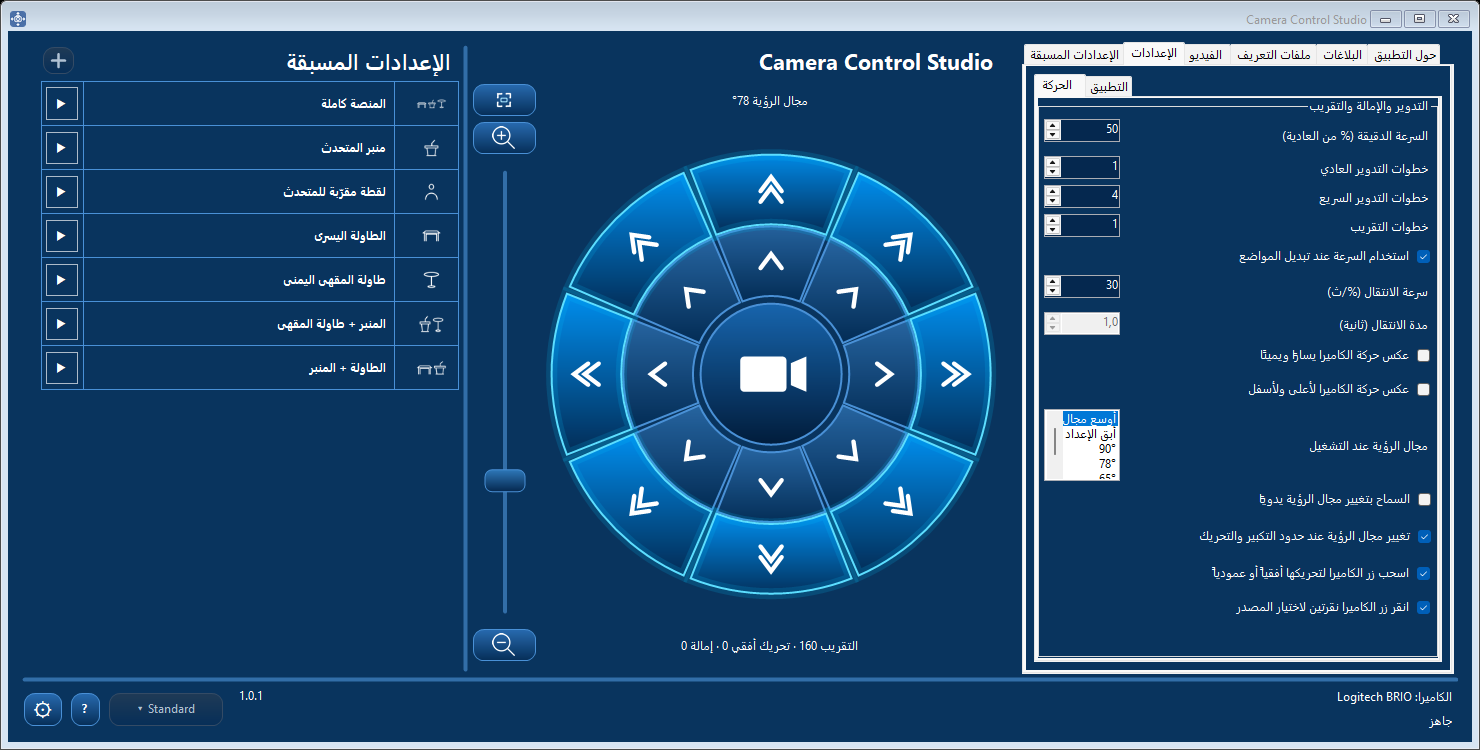 Camera Control Studio
حول التطبيق
البلاغات
ملفات التعريف
الفيديو
الإعدادات
الإعدادات المسبقة
التطبيق
الحركة
التدوير والإمالة والتقريب
السرعة الدقيقة (% من العادية)
50
خطوات التدوير العادي
1
خطوات التدوير السريع
4
خطوات التقريب
1
استخدام السرعة عند تبديل المواضع
سرعة الانتقال (%/ث)
30
مدة الانتقال (ثانية)
1,0
عكس حركة الكاميرا يسارًا ويمينًا
عكس حركة الكاميرا لأعلى ولأسفل
مجال الرؤية عند التشغيل
أوسع مجال
أبق الإعداد
90°
78°
65°
السماح بتغيير مجال الرؤية يدويًا
تغيير مجال الرؤية عند حدود التكبير والتحريك
اسحب زر الكاميرا لتحريكها أفقياً أو عمودياً
انقر زر الكاميرا نقرتين لاختيار المصدر
Camera Control Studio
مجال الرؤية 78°
التقريب 160 · تحريك أفقي 0 · إمالة 0
الإعدادات المسبقة
المنصة كاملة
منبر المتحدث
لقطة مقرّبة للمتحدث
الطاولة اليسرى
طاولة المقهى اليمنى
المنبر + طاولة المقهى
الطاولة + المنبر
الكاميرا: Logitech BRIO
جاهز
?
Standard
1.0.1